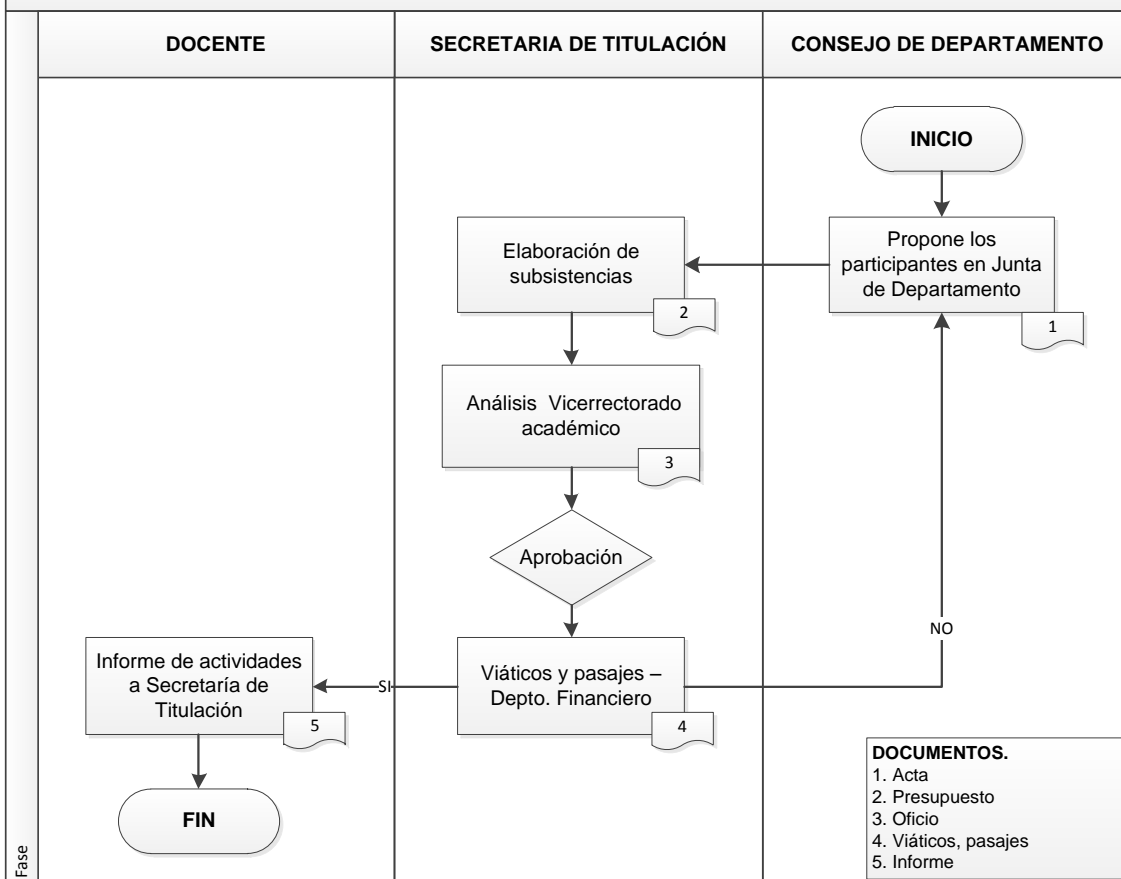 DOCENTE
SECRETARIA DE TITULACIÓN
CONSEJO DE DEPARTAMENTO
INICIO
Propone los
participantes en Junta
de Departamento
1
Elaboración de
subsistencias
2
Análisis  Vicerrectorado
académico
3
Aprobación
Viáticos y pasajes –
Depto. Financiero
4
NO
SI
Informe de actividades
a Secretaría de
Titulación
5
FIN
DOCUMENTOS.
1. Acta
2. Presupuesto
3. Oficio
4. Viáticos, pasajes
5. Informe
Fase